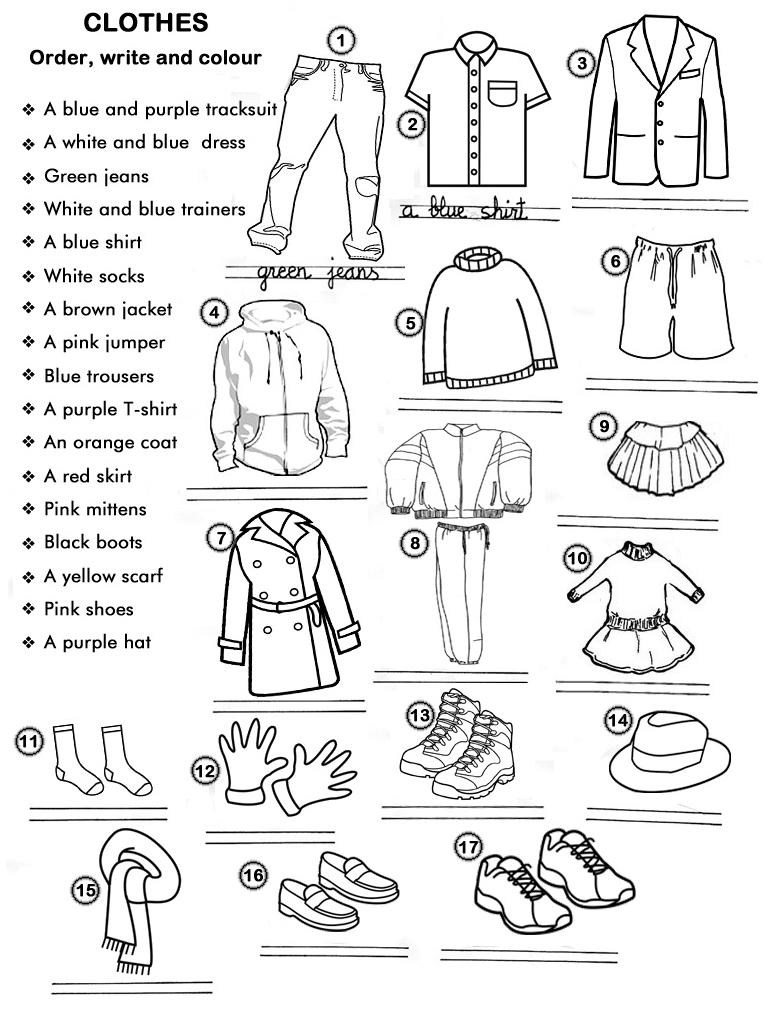 CLOTHES
Order, write and colour
❖ A blue and purple tracksuit
❖ A white and blue dress
❖ Green jeans
❖ White and blue trainers
❖ A blue shirt
❖ White socks
❖ A brown jacket
❖ A pink jumper
❖ Blue trousers
❖ A purple T-shirt
❖ An orange coat
❖ A red skirt
❖ Pink mittens
❖ Black boots
❖ A yellow scarf
❖ Pink shoes
❖ A purple hat
1
green jeans
2
a blue shirt
3
4
5
6
7
8
9
10
11
12
13
14
15
16
17